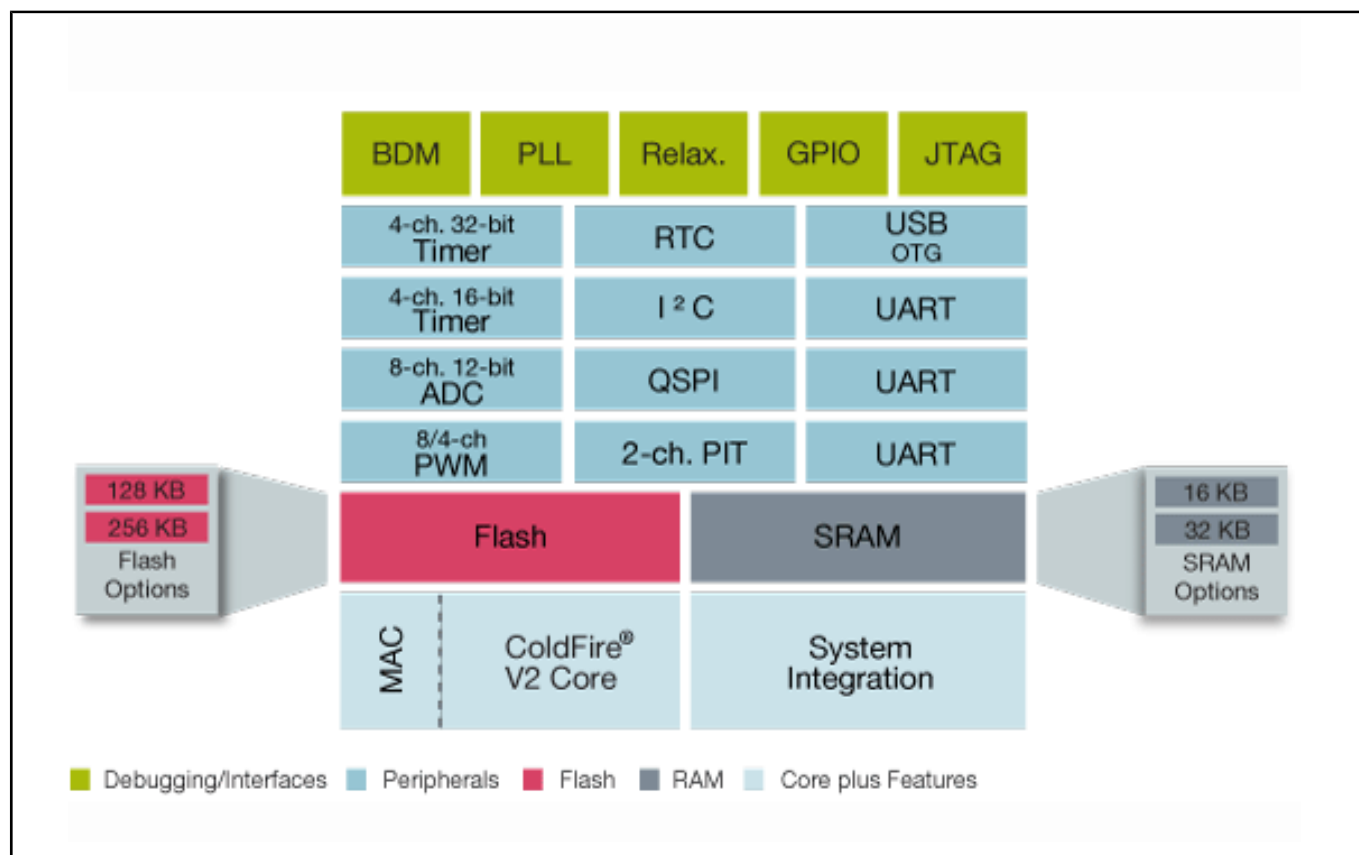 BDM
PLL
Relax.
GPIO
JTAG
4-ch. 32-bit
Timer
RTC
USB
OTG
4-ch. 16-bit
Timer
I ² C
UART
8-ch. 12-bit
ADC
QSPI
UART
8/4-ch
PWM
2-ch. PIT
UART
128 KB
256 KB
Flash
Options
Flash
SRAM
16 KB
32 KB
SRAM
Options
MAC
ColdFire®
V2 Core
System
Integration
Debugging/Interfaces
Peripherals
Flash
RAM
Core plus Features